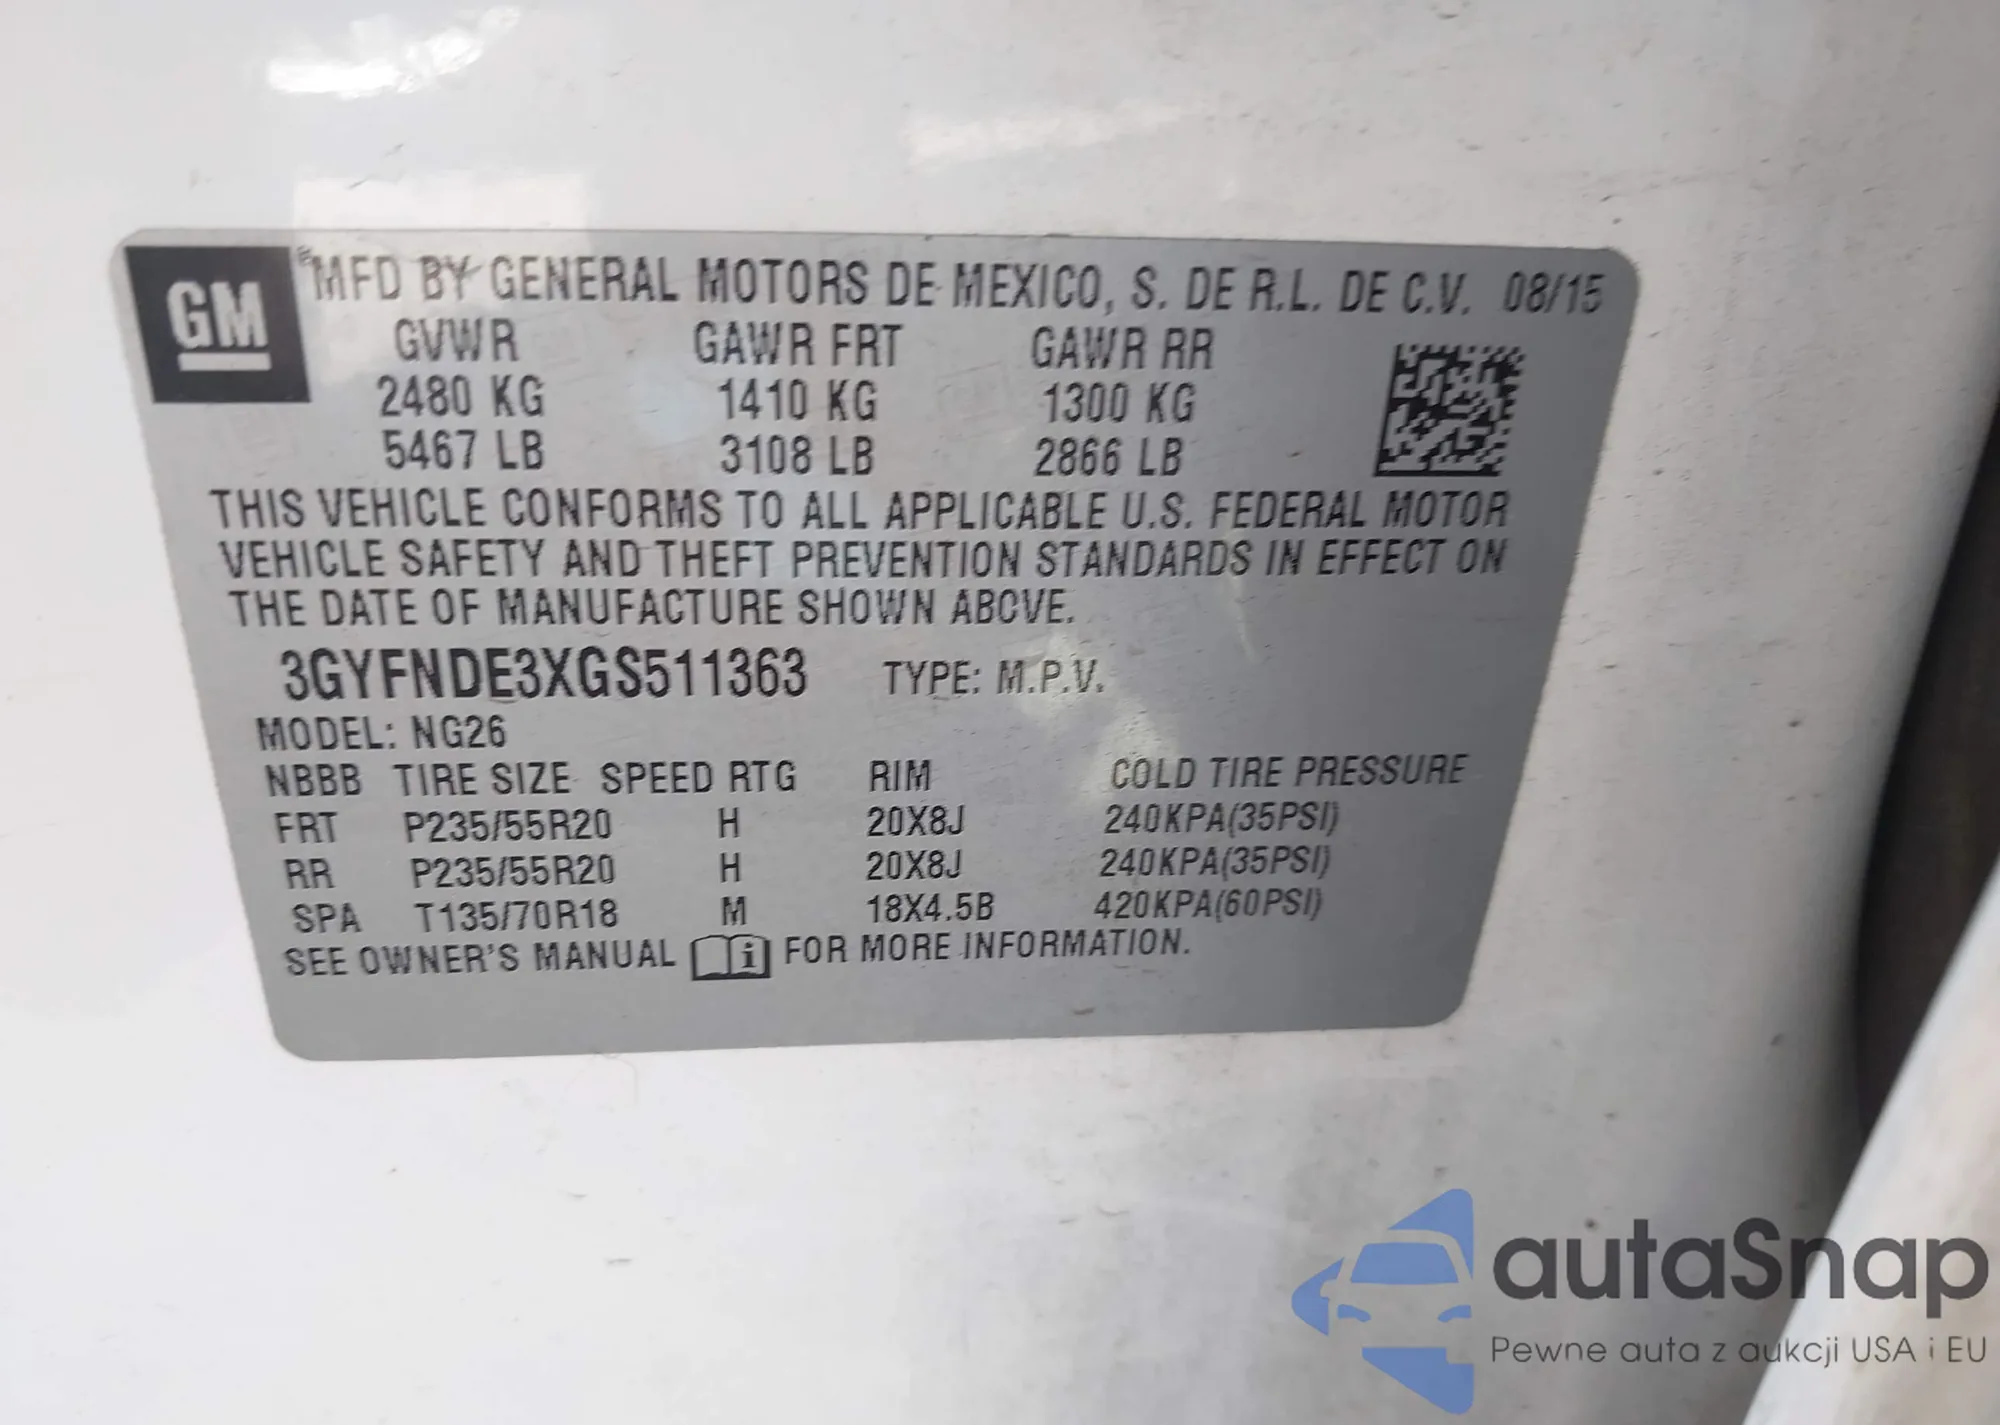 GM
MFD BY GENERAL MOTORS DE MEXICO, S. DE R.L. DE C.V. 08/15
GVWR GAWR FRT GAWR RR
2480 KG 1410 KG 1300 KG
5467 LB 3108 LB 2866 LB
THIS VEHICLE CONFORMS TO ALL APPLICABLE U.S. FEDERAL MOTOR
VEHICLE SAFETY AND THEFT PREVENTION STANDARDS IN EFFECT ON
THE DATE OF MANUFACTURE SHOWN ABOVE.
3GYFNDE3XGS511363 TYPE: M.P.V.
MODEL: NG26
NBBB TIRE SIZE SPEED RTG RIM COLD TIRE PRESSURE
FRT P235/55R20 H 20X8J 240KPA(35PSI)
RR P235/55R20 H 20X8J 240KPA(35PSI)
SPA T135/70R18 M 18X4.5B 420KPA(60PSI)
SEE OWNER'S MANUAL i FOR MORE INFORMATION.
autaSnap
Pewne auta z aukcji USA i EU